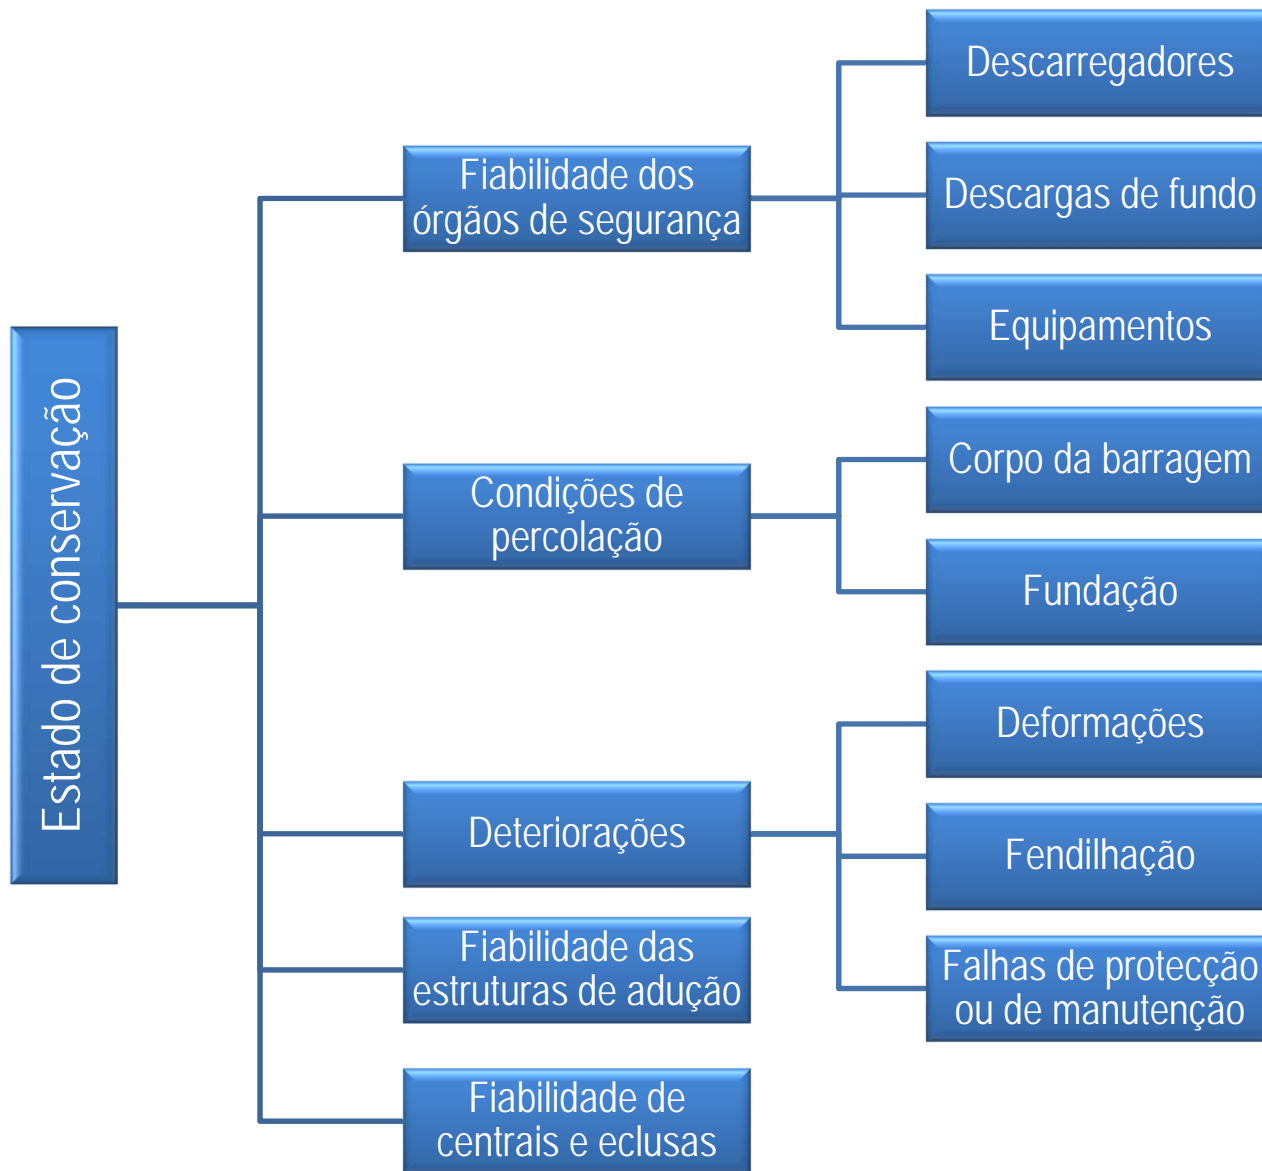 Estado de conservação
Fiabilidade dos
órgãos de segurança
Descarregadores
Descargas de fundo
Equipamentos
Condições de
percolação
Corpo da barragem
Fundação
Deteriorações
Deformações
Fendilhação
Falhas de protecção
ou de manutenção
Fiabilidade das
estruturas de adução
Fiabilidade de
centrais e eclusas